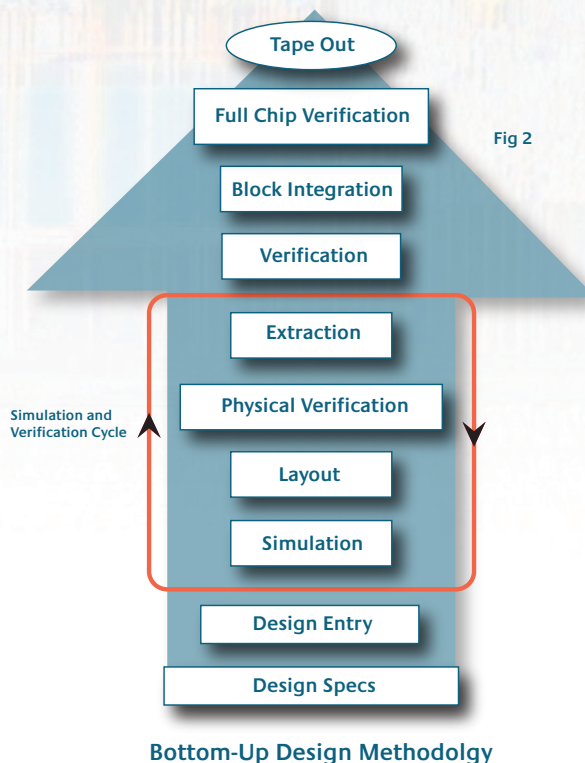 Tape Out
Full Chip Verification
Fig 2
Block Integration
Verification
Extraction
Physical Verification
Simulation and
Verification Cycle
Layout
Simulation
Design Entry
Design Specs
Bottom-Up Design Methodolgy